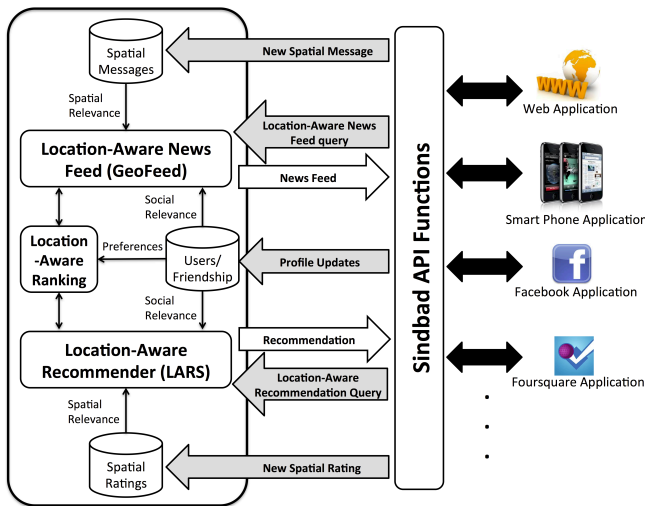 Spatial
Messages
New Spatial Message
Spatial
Relevance
Location-Aware News
Feed query
Location-Aware News
Feed (GeoFeed)
News Feed
Social
Relevance
Location
-Aware
Ranking
Preferences
Users/
Friendship
Profile Updates
Social
Relevance
Recommendation
Location-Aware
Recommender (LARS)
Location-Aware
Recommendation Query
Spatial
Relevance
Spatial
Ratings
New Spatial Rating
Sindbad API Functions
WWW
Web Application
Smart Phone Application
f
Facebook Application
Foursquare Application